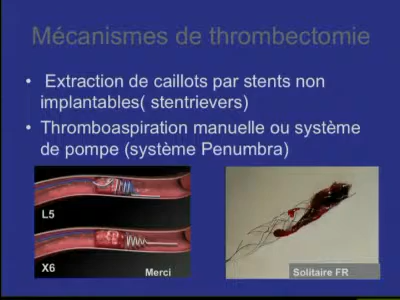 Mécanismes de thrombectomie
• Extraction de caillots par stents non
implantables( stentrievers)
• Thromboaspiration manuelle ou système
de pompe (système Penumbra)
L5
X6
Merci
Solitaire FR